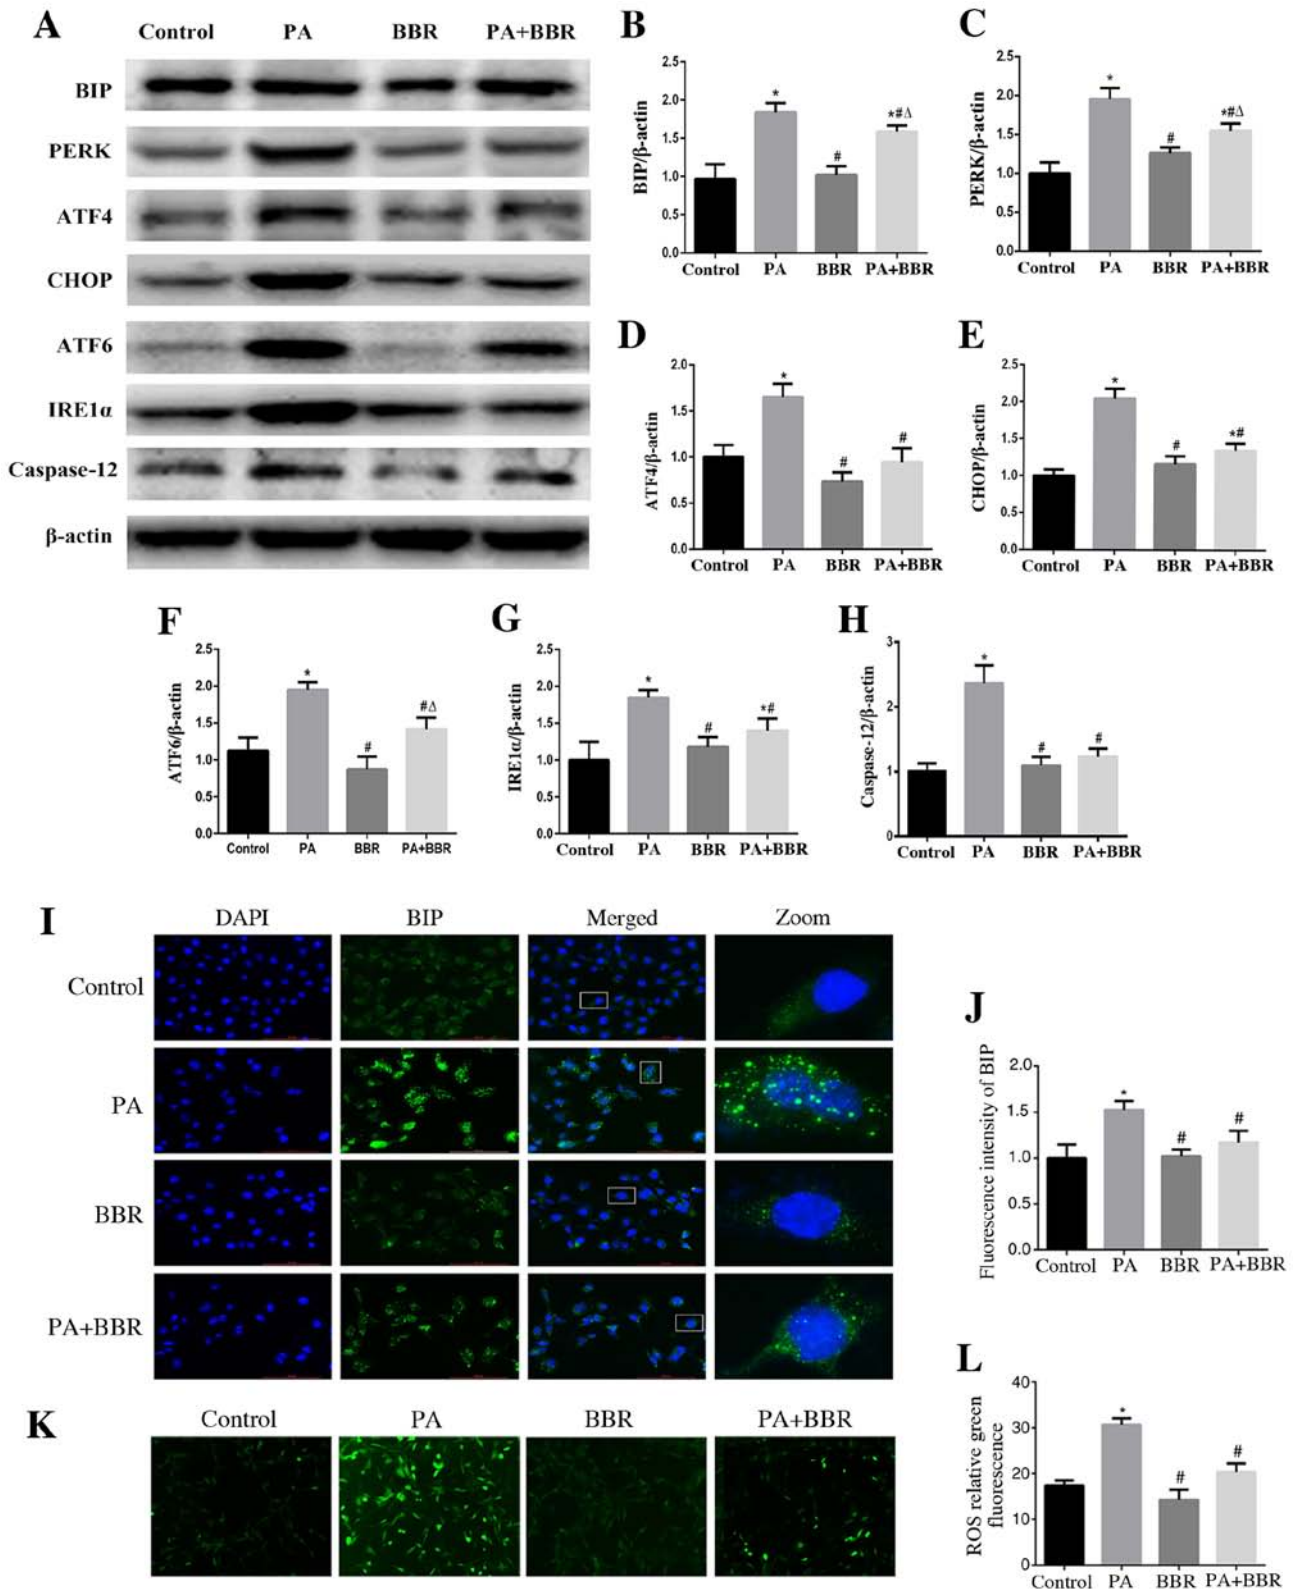 A
Control PA BBR PA+BBR
BIP
PERK
ATF4
CHOP
ATF6
IRE1α
Caspase-12
β-actin
B
BIP/β-actin
2.5
2.0
1.5
1.0
0.5
0.0
*
#
*#Δ
Control PA BBR PA+BBR
C
PERK/β-actin
2.5
2.0
1.5
1.0
0.5
0.0
*
#
*#Δ
Control PA BBR PA+BBR
D
ATF4/β-actin
2.0
1.5
1.0
0.5
0.0
*
#
#
Control PA BBR PA+BBR
E
CHOP/β-actin
2.5
2.0
1.5
1.0
0.5
0.0
*
#
*#
Control PA BBR PA+BBR
F
ATF6/β-actin
2.5
2.0
1.5
1.0
0.5
0.0
*
#
#Δ
Control PA BBR PA+BBR
G
IRE1α/β-actin
2.5
2.0
1.5
1.0
0.5
0.0
*
#
*#
Control PA BBR PA+BBR
H
Caspase-12/β-actin
3
2
1
0
*
#
#
Control PA BBR PA+BBR
I
DAPI BIP Merged Zoom
Control
PA
BBR
PA+BBR
J
Fluorescence intensity of BIP
2.0
1.5
1.0
0.5
0.0
*
#
#
Control PA BBR PA+BBR
K
Control PA BBR PA+BBR
L
ROS relative green
fluorescence
40
30
20
10
0
*
#
#
Control PA BBR PA+BBR